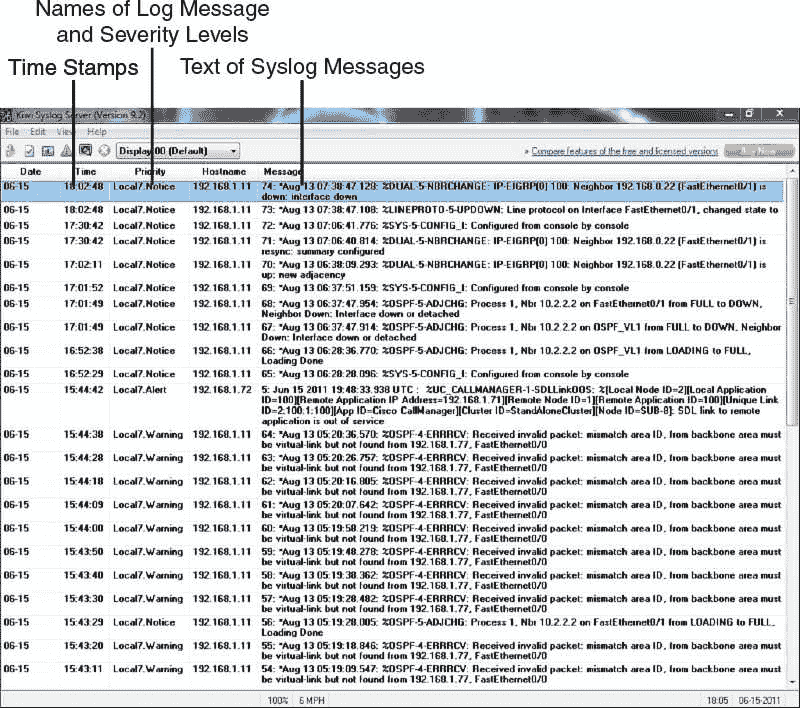 Names of Log Message
and Severity Levels
Time Stamps
Text of Syslog Messages
Kiwi Syslog Server (Version 9.2)
File Edit View Help
Display 00 (Default)
» Compare features of the free and licensed versions
Date Time Priority Hostname Message
06-15 18:02:48 Local7.Notice 192.168.1.11 74: *Aug 13 07:38:47.128: %DUAL-5-NBRCHANGE: IP-EIGRP(0) 100: Neighbor 192.168.0.22 (FastEthernet0/1) is
down: interface down
06-15 18:02:48 Local7.Notice 192.168.1.11 73: *Aug 13 07:38:47.108: %LINEPROTO-5-UPDOWN: Line protocol on Interface FastEthernet0/1, changed state to
06-15 17:30:42 Local7.Notice 192.168.1.11 72: *Aug 13 07:06:41.776: %SYS-5-CONFIG_I: Configured from console by console
06-15 17:30:42 Local7.Notice 192.168.1.11 71: *Aug 13 07:06:40.814: %DUAL-5-NBRCHANGE: IP-EIGRP(0) 100: Neighbor 192.168.0.22 (FastEthernet0/1) is
resync: summary configured
06-15 17:02:11 Local7.Notice 192.168.1.11 70: *Aug 13 06:38:09.293: %DUAL-5-NBRCHANGE: IP-EIGRP(0) 100: Neighbor 192.168.0.22 (FastEthernet0/1) is
up: new adjacency
06-15 17:01:52 Local7.Notice 192.168.1.11 69: *Aug 13 06:37:51.159: %SYS-5-CONFIG_I: Configured from console by console
06-15 17:01:49 Local7.Notice 192.168.1.11 68: *Aug 13 06:37:47.954: %OSPF-5-ADJCHG: Process 1, Nbr 10.2.2.2 on FastEthernet0/1 from FULL to DOWN,
Neighbor Down: Interface down or detached
06-15 17:01:49 Local7.Notice 192.168.1.11 67: *Aug 13 06:37:47.914: %OSPF-5-ADJCHG: Process 1, Nbr 10.2.2.2 on OSPF_VL1 from FULL to DOWN, Neighbor
Down: Interface down or detached
06-15 16:52:38 Local7.Notice 192.168.1.11 66: *Aug 13 06:28:36.770: %OSPF-5-ADJCHG: Process 1, Nbr 10.2.2.2 on OSPF_VL1 from LOADING to FULL,
Loading Done
06-15 16:52:29 Local7.Notice 192.168.1.11 65: *Aug 13 06:28:28.096: %SYS-5-CONFIG_I: Configured from console by console
06-15 15:44:42 Local7.Alert 192.168.1.72 5: Jun 15 2011 19:48:33.938 UTC : %UC_CALLMANAGER-1-SDLLinkOOS: %[Local Node ID=2][Local Application
ID=100][Remote Application IP Address=192.168.1.71][Remote Node ID=1][Remote Application ID=100][Unique Link
ID=2:100:1:100][App ID=Cisco CallManager][Cluster ID=StandAloneCluster][Node ID=SUB-8]: SDL link to remote
application is out of service
06-15 15:44:38 Local7.Warning 192.168.1.11 64: *Aug 13 05:20:36.570: %OSPF-4-ERRRCV: Received invalid packet: mismatch area ID, from backbone area must
be virtual-link but not found from 192.168.1.77, FastEthernet0/0
06-15 15:44:28 Local7.Warning 192.168.1.11 63: *Aug 13 05:20:26.757: %OSPF-4-ERRRCV: Received invalid packet: mismatch area ID, from backbone area must
be virtual-link but not found from 192.168.1.77, FastEthernet0/0
06-15 15:44:18 Local7.Warning 192.168.1.11 62: *Aug 13 05:20:16.805: %OSPF-4-ERRRCV: Received invalid packet: mismatch area ID, from backbone area must
be virtual-link but not found from 192.168.1.77, FastEthernet0/0
06-15 15:44:09 Local7.Warning 192.168.1.11 61: *Aug 13 05:20:07.642: %OSPF-4-ERRRCV: Received invalid packet: mismatch area ID, from backbone area must
be virtual-link but not found from 192.168.1.77, FastEthernet0/0
06-15 15:44:00 Local7.Warning 192.168.1.11 60: *Aug 13 05:19:58.219: %OSPF-4-ERRRCV: Received invalid packet: mismatch area ID, from backbone area must
be virtual-link but not found from 192.168.1.77, FastEthernet0/0
06-15 15:43:50 Local7.Warning 192.168.1.11 59: *Aug 13 05:19:48.278: %OSPF-4-ERRRCV: Received invalid packet: mismatch area ID, from backbone area must
be virtual-link but not found from 192.168.1.77, FastEthernet0/0
06-15 15:43:40 Local7.Warning 192.168.1.11 58: *Aug 13 05:19:38.362: %OSPF-4-ERRRCV: Received invalid packet: mismatch area ID, from backbone area must
be virtual-link but not found from 192.168.1.77, FastEthernet0/0
06-15 15:43:30 Local7.Warning 192.168.1.11 57: *Aug 13 05:19:28.482: %OSPF-4-ERRRCV: Received invalid packet: mismatch area ID, from backbone area must
be virtual-link but not found from 192.168.1.77, FastEthernet0/0
06-15 15:43:29 Local7.Notice 192.168.1.11 56: *Aug 13 05:19:28.005: %OSPF-5-ADJCHG: Process 1, Nbr 10.2.2.2 on FastEthernet0/1 from LOADING to FULL,
Loading Done
06-15 15:43:20 Local7.Warning 192.168.1.11 55: *Aug 13 05:19:18.846: %OSPF-4-ERRRCV: Received invalid packet: mismatch area ID, from backbone area must
be virtual-link but not found from 192.168.1.77, FastEthernet0/0
06-15 15:43:11 Local7.Warning 192.168.1.11 54: *Aug 13 05:19:09.547: %OSPF-4-ERRRCV: Received invalid packet: mismatch area ID, from backbone area must
be virtual-link but not found from 192.168.1.77, FastEthernet0/0
100% 6 MPH 18:05 06-15-2011